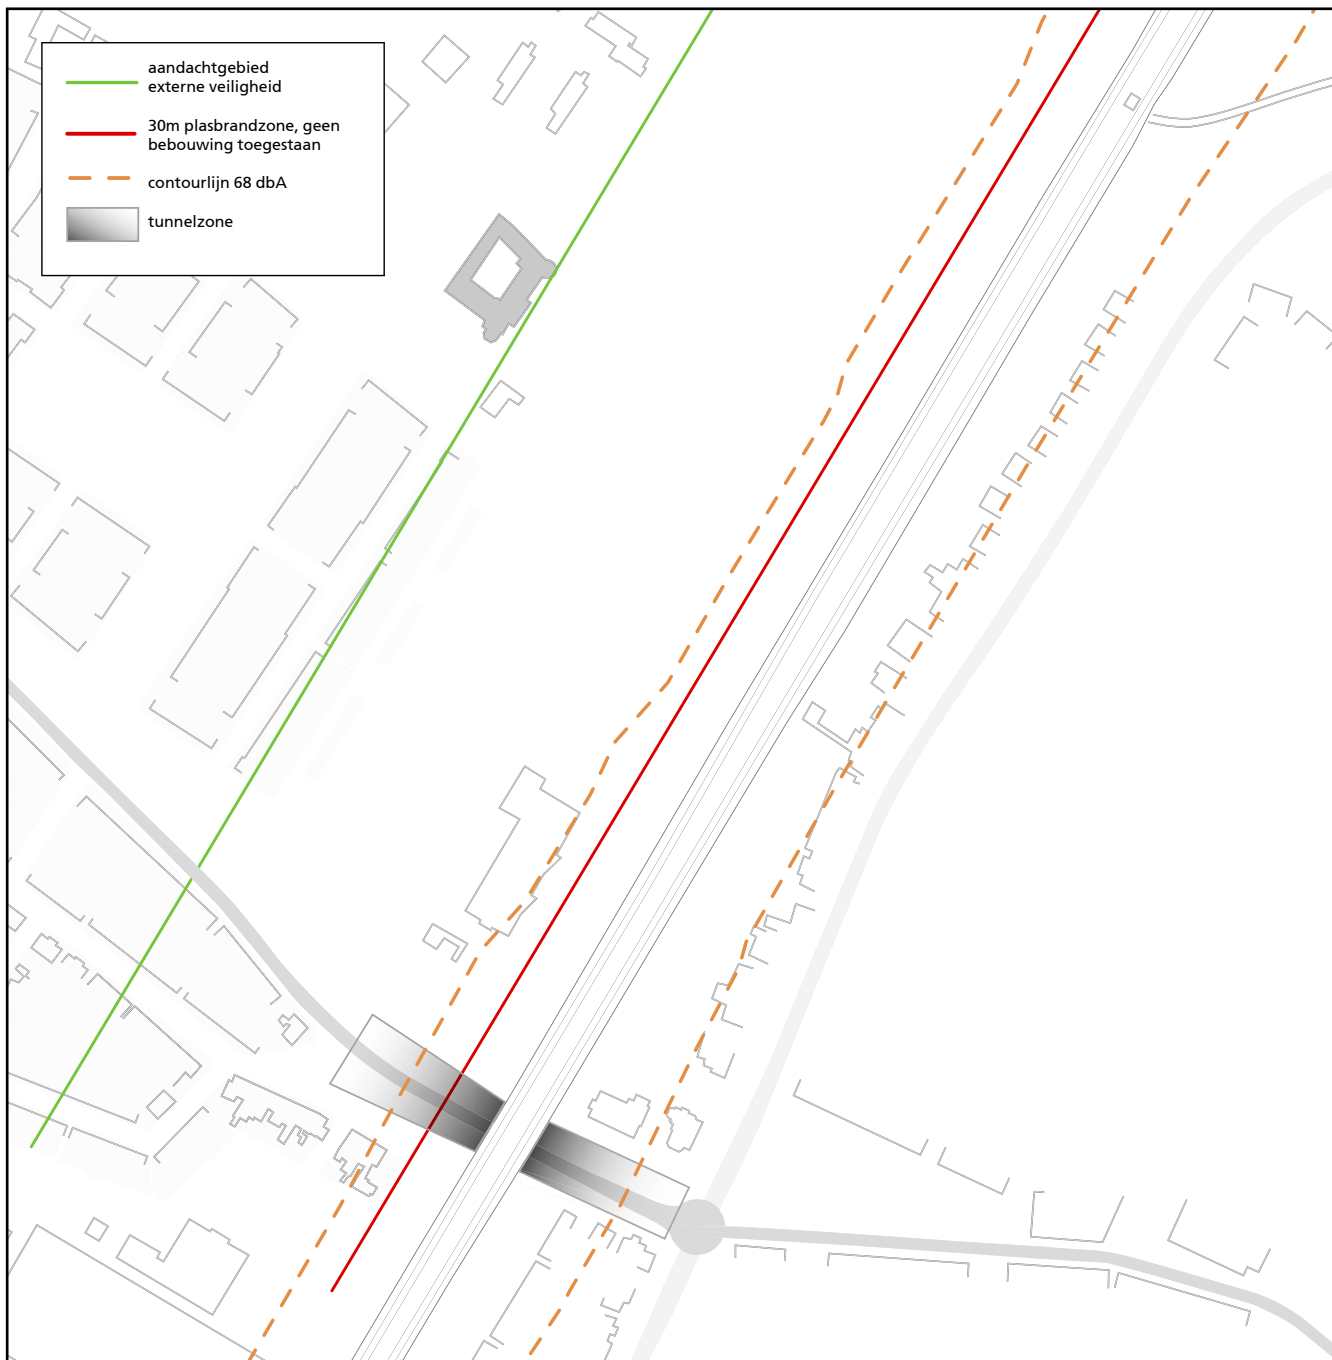 aandachtgebied
externe veiligheid
30m plasbrandzone, geen
bebouwing toegestaan
contourlijn 68 dbA
tunnelzone